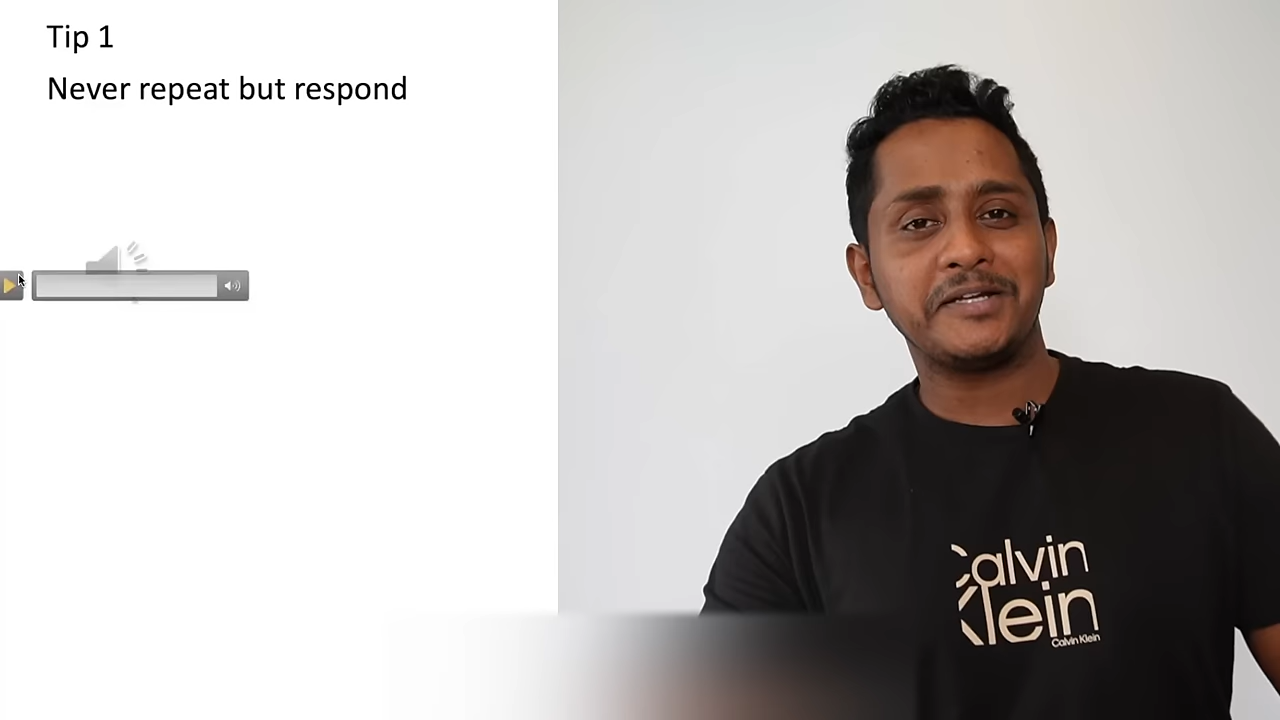 Tip 1
Never repeat but respond
Calvin
Klein
Calvin Klein